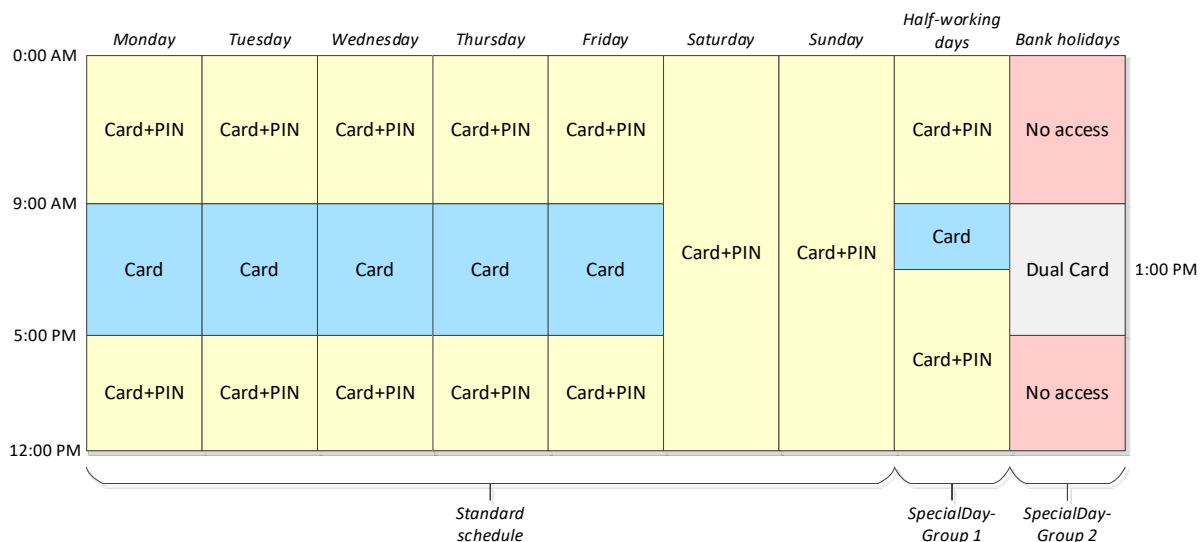 Half-working
days
Monday Tuesday Wednesday Thursday Friday Saturday Sunday Bank holidays
0:00 AM
Card+PIN Card+PIN Card+PIN Card+PIN Card+PIN Card+PIN No access
9:00 AM
Card
Card+PIN Card+PIN
Card Card Card Card Card Dual Card 1:00 PM
5:00 PM
Card+PIN
Card+PIN Card+PIN Card+PIN Card+PIN Card+PIN No access
12:00 PM
Standard
schedule
SpecialDay-
Group 1
SpecialDay-
Group 2